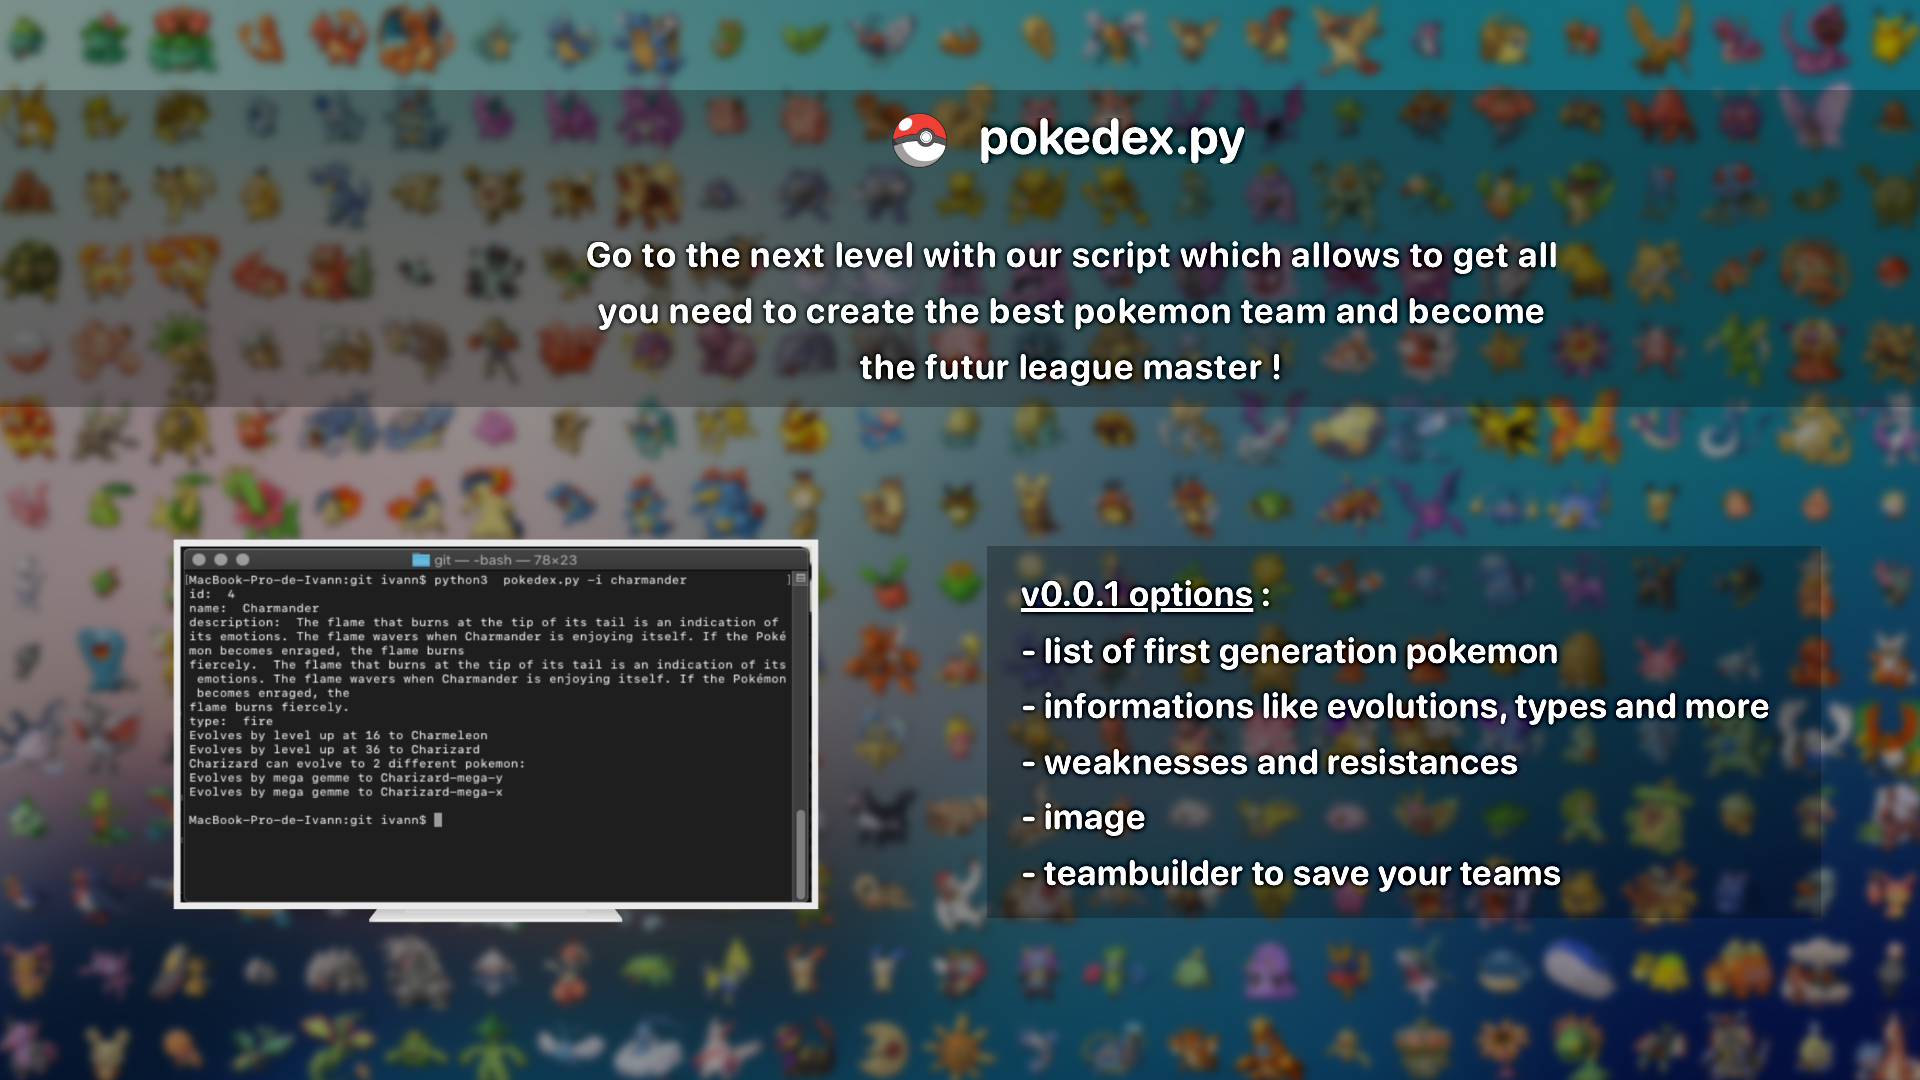 pokedex.py
Go to the next level with our script which allows to get all
you need to create the best pokemon team and become
the futur league master !
git — -bash — 78×23
[MacBook-Pro-de-Ivann:git ivann$ python3  pokedex.py -i charmander ]
id:  4
name:  Charmander
description:  The flame that burns at the tip of its tail is an indication of
its emotions. The flame wavers when Charmander is enjoying itself. If the Poké
mon becomes enraged, the flame burns
fiercely.  The flame that burns at the tip of its tail is an indication of its
 emotions. The flame wavers when Charmander is enjoying itself. If the Pokémon
 becomes enraged, the
flame burns fiercely.
type:  fire
Evolves by level up at 16 to Charmeleon
Evolves by level up at 36 to Charizard
Charizard can evolve to 2 different pokemon:
Evolves by mega gemme to Charizard-mega-y
Evolves by mega gemme to Charizard-mega-x
MacBook-Pro-de-Ivann:git ivann$
v0.0.1 options :
- list of first generation pokemon
- informations like evolutions, types and more
- weaknesses and resistances
- image
- teambuilder to save your teams